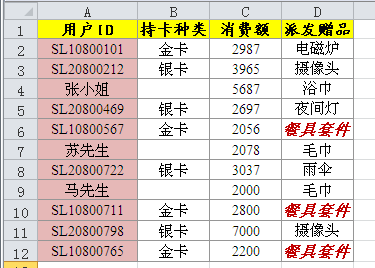 A B C D
1 用户ID 持卡种类 消费额 派发赠品
2 SL10800101 金卡 2987 电磁炉
3 SL20800212 银卡 3965 摄像头
4 张小姐 5687 浴巾
5 SL20800469 银卡 2697 夜间灯
6 SL10800567 金卡 2056 餐具套件
7 苏先生 2078 毛巾
8 SL20800722 银卡 3037 雨伞
9 马先生 2000 毛巾
10 SL10800711 金卡 2800 餐具套件
11 SL20800798 银卡 7000 摄像头
12 SL10800765 金卡 2200 餐具套件